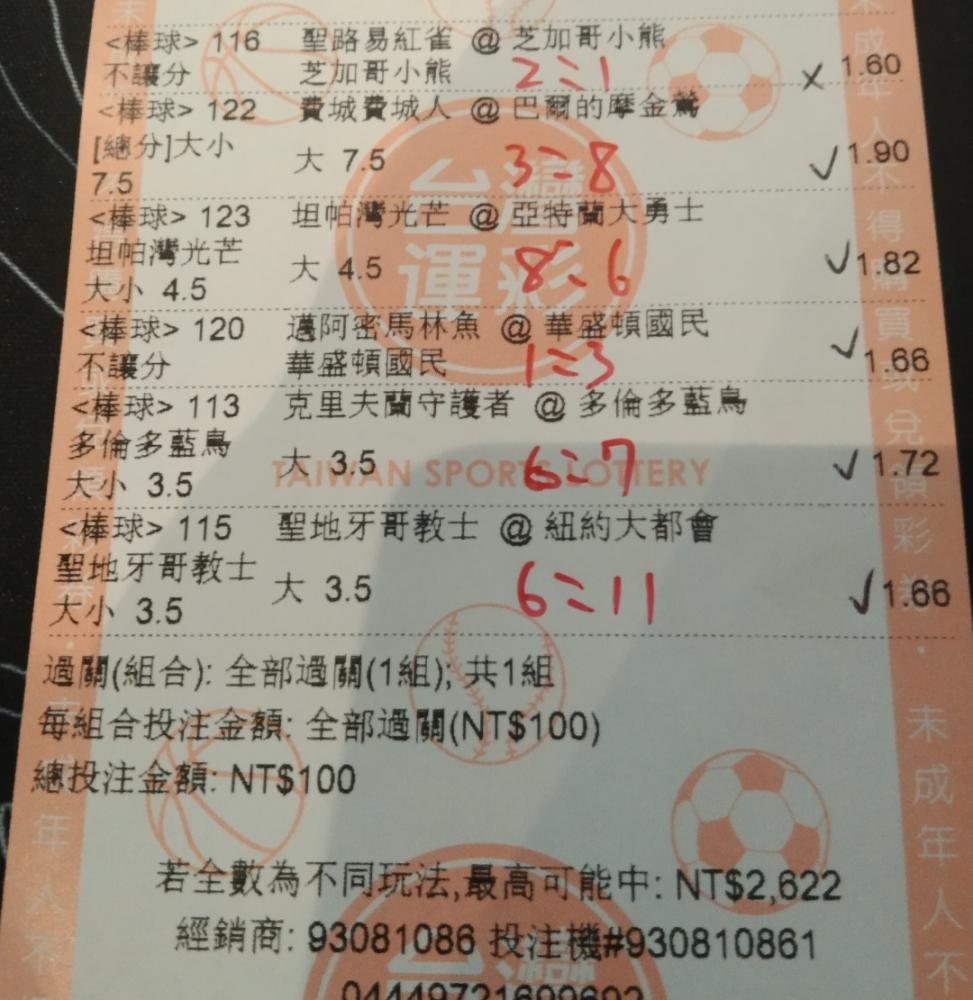 <棒球> 116 聖路易紅雀 @ 芝加哥小熊
不讓分 芝加哥小熊 2:1 x 1.60
<棒球> 122 費城費城人 @ 巴爾的摩金鶯
[總分]大小 大 7.5 3:8 ✓ 1.90
7.5
<棒球> 123 坦帕灣光芒 @ 亞特蘭大勇士
坦帕灣光芒 大 4.5 8:6 ✓ 1.82
大小 4.5
<棒球> 120 邁阿密馬林魚 @ 華盛頓國民
不讓分 華盛頓國民 1:3 ✓ 1.66
<棒球> 113 克里夫蘭守護者 @ 多倫多藍鳥
多倫多藍鳥 大 3.5 6:7 ✓ 1.72
大小 3.5
TAIWAN SPORTS LOTTERY
<棒球> 115 聖地牙哥教士 @ 紐約大都會
聖地牙哥教士 大 3.5 6:11 ✓ 1.66
大小 3.5
過關(組合): 全部過關(1組); 共1組
每組合投注金額: 全部過關(NT$100)
總投注金額: NT$100
若全數為不同玩法,最高可能中: NT$2,622
經銷商: 93081086 投注機#930810861
台灣
運彩
未成年人不得購買或兌領彩券
未成年人不
年人不